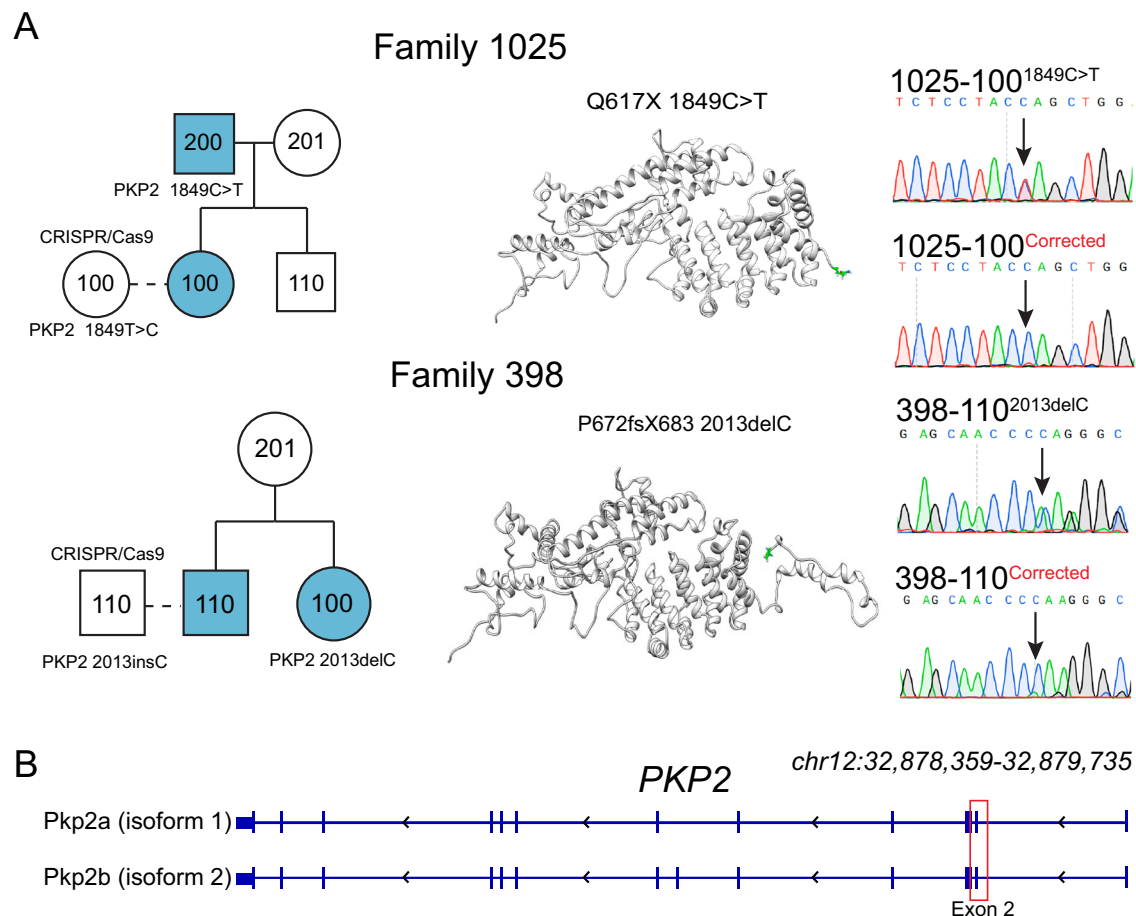 A
Family 1025
200
201
PKP2 1849C>T
CRISPR/Cas9
100
100
110
PKP2 1849T>C
Q617X 1849C>T
1025-100 1849C>T
T C T C C T A C C A G C T G G
1025-100 Corrected
T C T C C T A C C A G C T G G
Family 398
201
CRISPR/Cas9
110
110
100
PKP2 2013insC
PKP2 2013delC
P672fsX683 2013delC
398-110 2013delC
G A G C A A C C C C A G G G C
398-110 Corrected
G A G C A A C C C C A A G G G C
B
PKP2
chr12:32,878,359-32,879,735
Pkp2a (isoform 1)
Pkp2b (isoform 2)
Exon 2